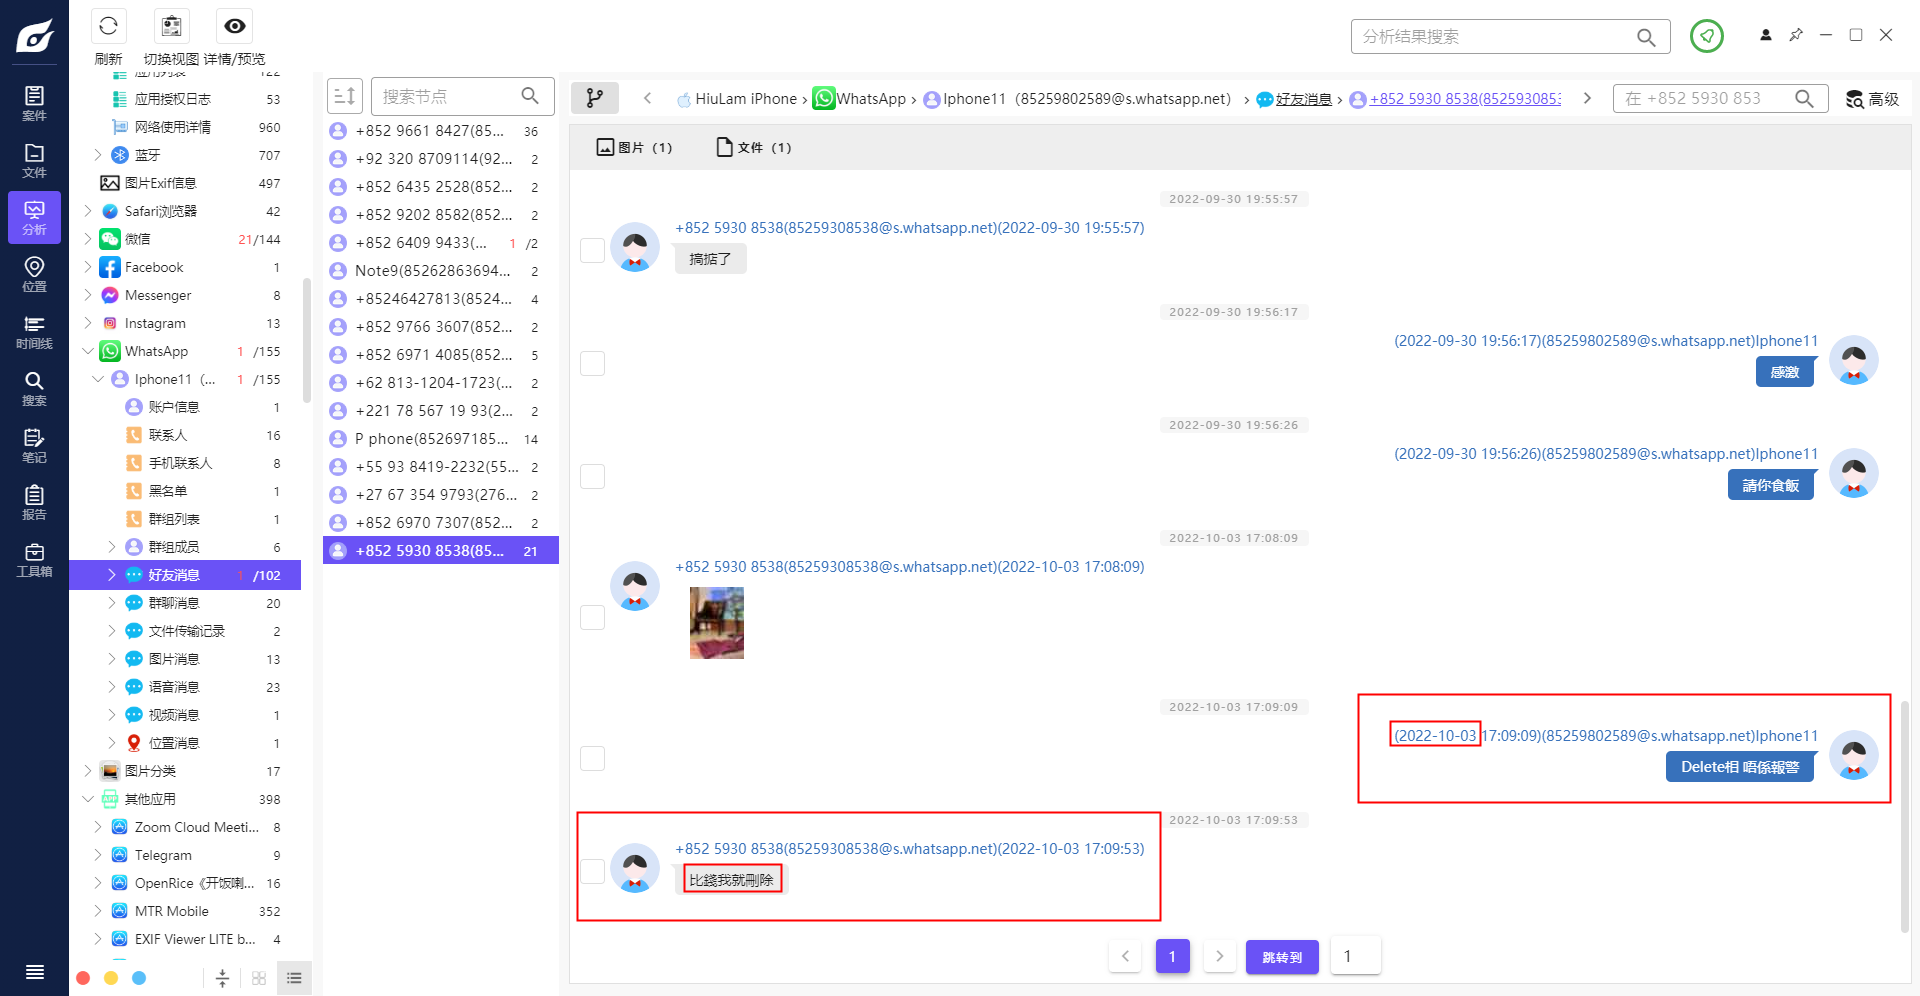 刷新
切换视图
详情/预览
分析结果搜索
案件
文件
分析
位置
时间线
搜索
笔记
报告
工具箱
应用列表 122
应用授权日志 53
网络使用详情 960
蓝牙 707
图片Exif信息 497
Safari浏览器 42
微信 21/144
Facebook 1
Messenger 8
Instagram 13
WhatsApp 1 /155
Iphone11 (... 1 /155
账户信息 1
联系人 16
手机联系人 8
黑名单 1
群组列表 1
群组成员 6
好友消息 1 /102
群聊消息 20
文件传输记录 2
图片消息 13
语音消息 23
视频消息 1
位置消息 1
图片分类 17
其他应用 398
Zoom Cloud Meeti... 8
Telegram 9
OpenRice《开饭喇... 16
MTR Mobile 352
EXIF Viewer LITE b... 4
搜索节点
+852 9661 8427(85... 36
+92 320 8709114(92... 2
+852 6435 2528(852... 2
+852 9202 8582(852... 2
+852 6409 9433(... 1 /2
Note9(85262863694... 2
+85246427813(8524... 4
+852 9766 3607(852... 2
+852 6971 4085(852... 5
+62 813-1204-1723(... 2
+221 78 567 19 93(2... 2
P phone(852697185... 14
+55 93 8419-2232(55... 2
+27 67 354 9793(276... 2
+852 6970 7307(852... 2
+852 5930 8538(85... 21
HiuLam iPhone › WhatsApp › Iphone11（85259802589@s.whatsapp.net） › 好友消息 › +852 5930 8538(8525930853
在 +852 5930 853
高级
图片（1）
文件（1）
2022-09-30 19:55:57
+852 5930 8538(85259308538@s.whatsapp.net)(2022-09-30 19:55:57)
搞掂了
2022-09-30 19:56:17
(2022-09-30 19:56:17)(85259802589@s.whatsapp.net)Iphone11
感激
2022-09-30 19:56:26
(2022-09-30 19:56:26)(85259802589@s.whatsapp.net)Iphone11
請你食飯
2022-10-03 17:08:09
+852 5930 8538(85259308538@s.whatsapp.net)(2022-10-03 17:08:09)
2022-10-03 17:09:09
(2022-10-03 17:09:09)(85259802589@s.whatsapp.net)Iphone11
Delete相 唔係報警
2022-10-03 17:09:53
+852 5930 8538(85259308538@s.whatsapp.net)(2022-10-03 17:09:53)
比錢我就刪除
1
跳转到
1